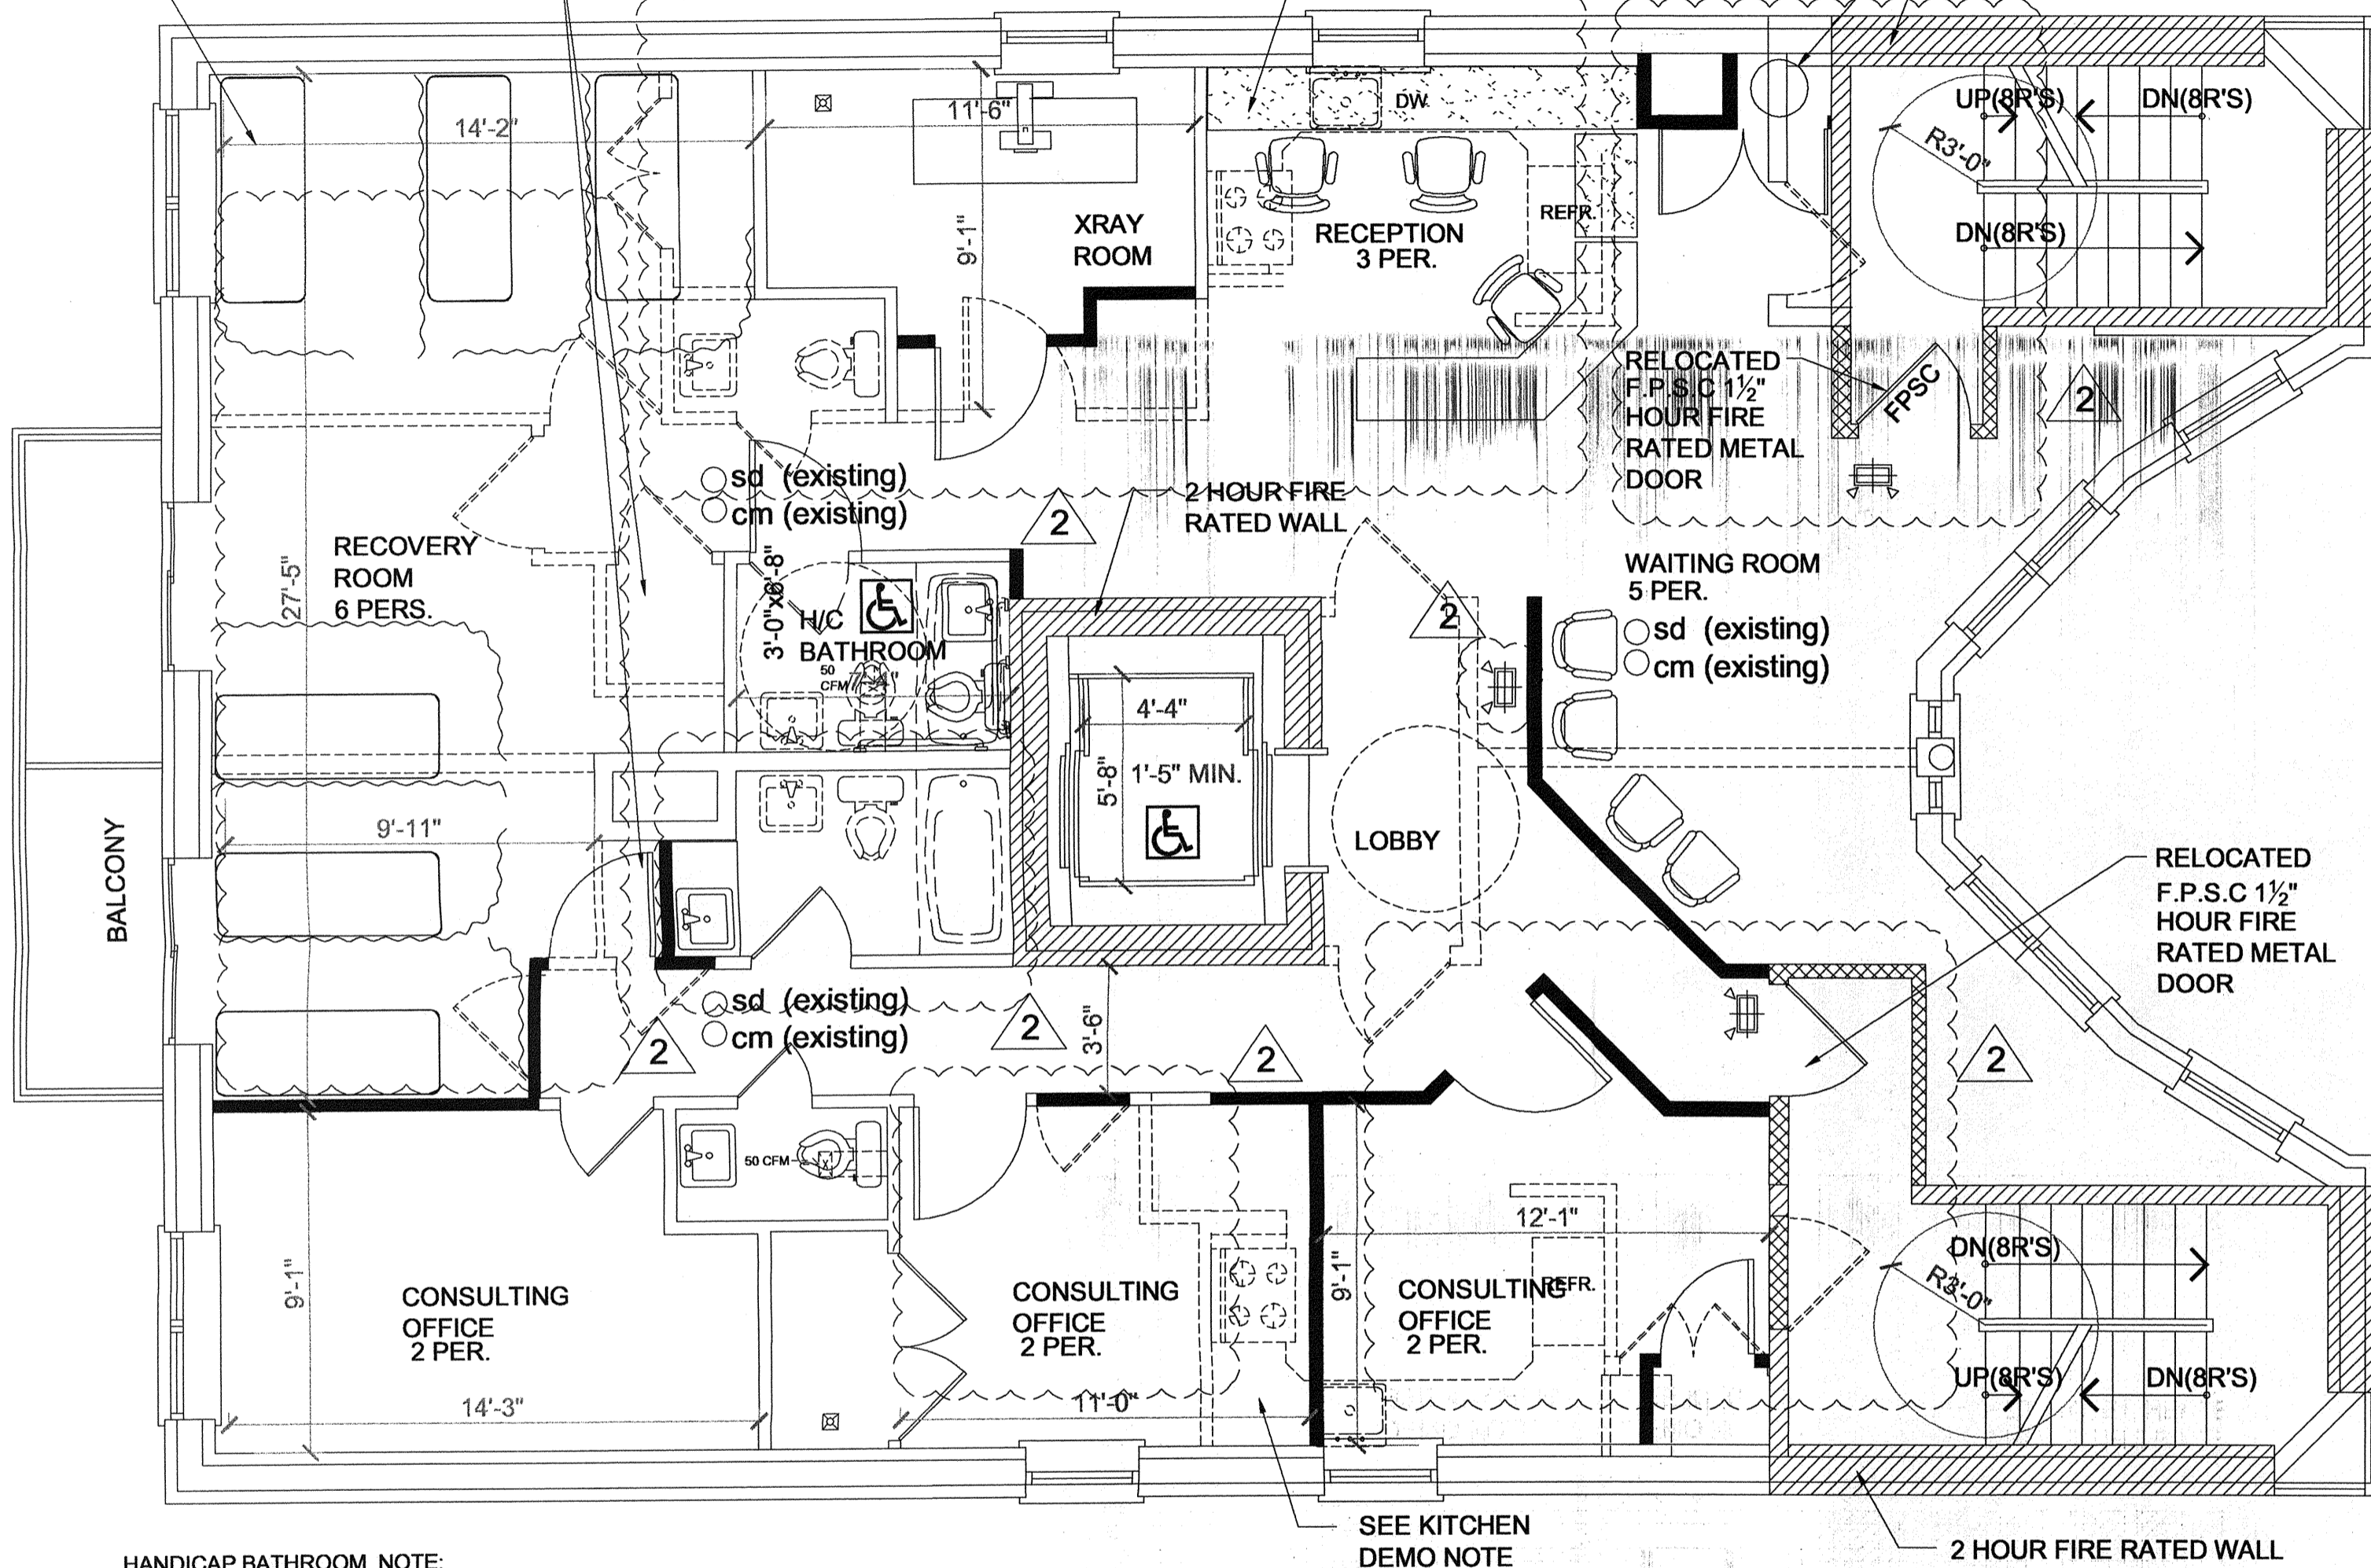 14'-2"
11'-6"
DW
UP(8R'S)
DN(8R'S)
R3'-0"
DN(8R'S)
9'-1"
XRAY
ROOM
RECEPTION
3 PER.
REFR.
RELOCATED
F.P.S.C 1½"
HOUR FIRE
RATED METAL
DOOR
FPSC
2
sd (existing)
cm (existing)
2
2 HOUR FIRE
RATED WALL
RECOVERY
ROOM
6 PERS.
27'-5"
3'-0"x6'-8"
H/C
BATHROOM
50
CFM
2
WAITING ROOM
5 PER.
sd (existing)
cm (existing)
4'-4"
5'-8"
1'-5" MIN.
LOBBY
BALCONY
9'-11"
RELOCATED
F.P.S.C 1½"
HOUR FIRE
RATED METAL
DOOR
sd (existing)
cm (existing)
2
2
3'-6"
2
2
50 CFM
9'-1"
CONSULTING
OFFICE
2 PER.
14'-3"
CONSULTING
OFFICE
2 PER.
11'-0"
9'-1"
12'-1"
CONSULTING
OFFICE
2 PER.
REFR.
DN(8R'S)
R3'-0"
UP(8R'S)
DN(8R'S)
SEE KITCHEN
DEMO NOTE
2 HOUR FIRE RATED WALL
HANDICAP BATHROOM NOTE: